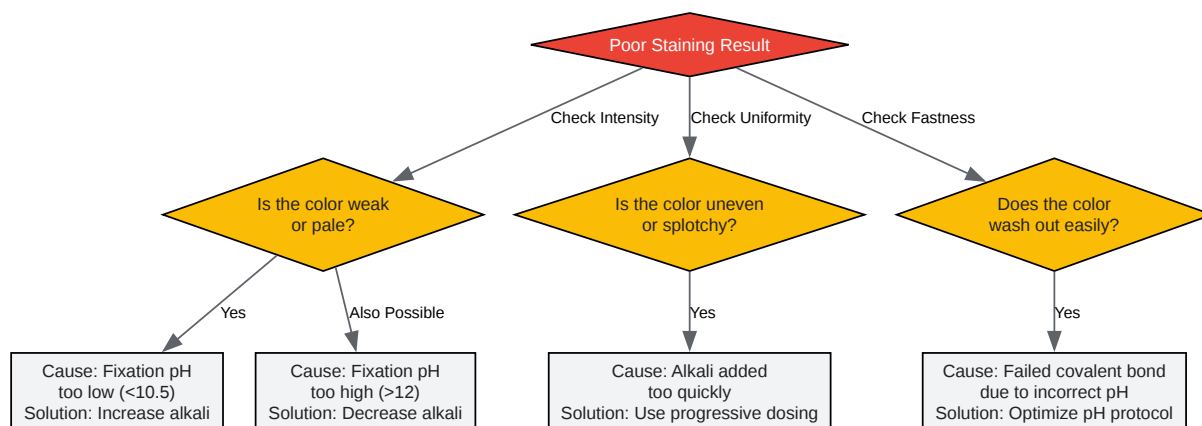 Poor Staining Result
Check Intensity
Check Uniformity
Check Fastness
Is the color weak
or pale?
Is the color uneven
or splotchy?
Does the color
wash out easily?
Yes
Also Possible
Yes
Yes
Cause: Fixation pH
too low (<10.5)
Solution: Increase alkali
Cause: Fixation pH
too high (>12)
Solution: Decrease alkali
Cause: Alkali added
too quickly
Solution: Use progressive dosing
Cause: Failed covalent bond
due to incorrect pH
Solution: Optimize pH protocol